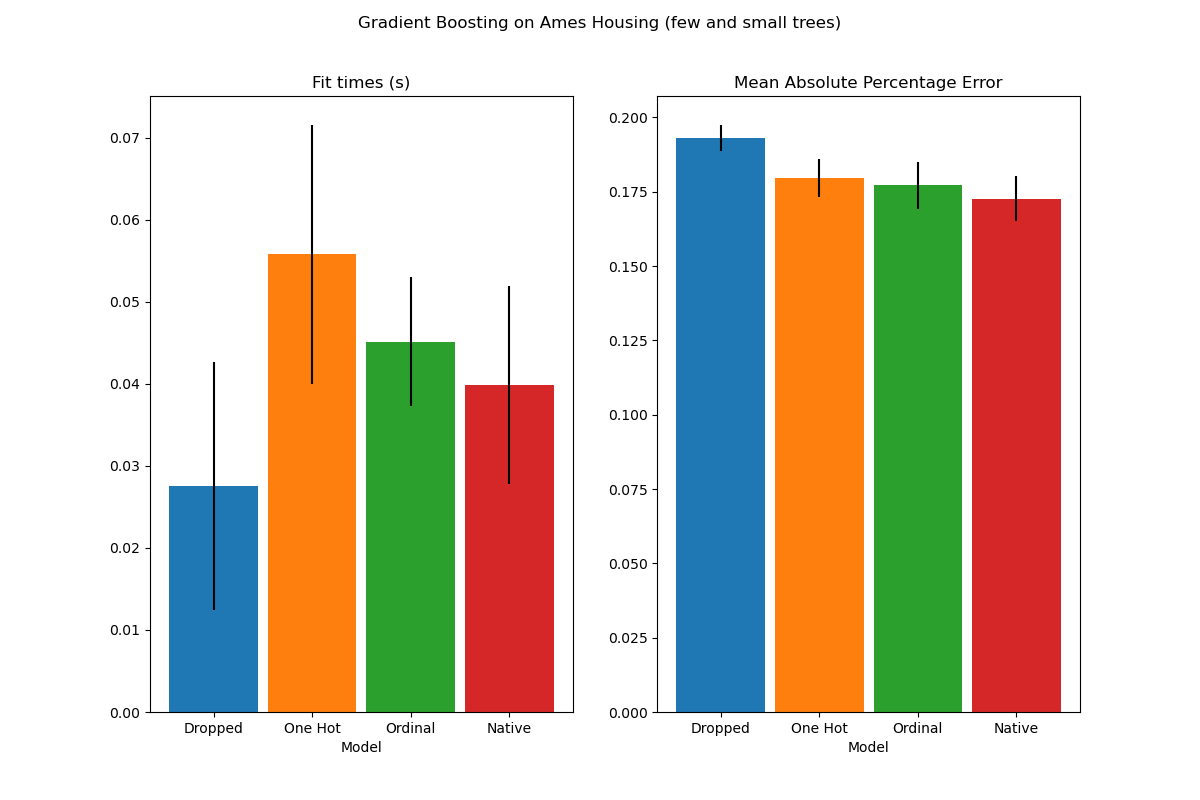 Gradient Boosting on Ames Housing (few and small trees)
Fit times (s)
0.07
0.06
0.05
0.04
0.03
0.02
0.01
0.00
Dropped One Hot Ordinal Native
Model
Mean Absolute Percentage Error
0.200
0.175
0.150
0.125
0.100
0.075
0.050
0.025
0.000
Dropped One Hot Ordinal Native
Model